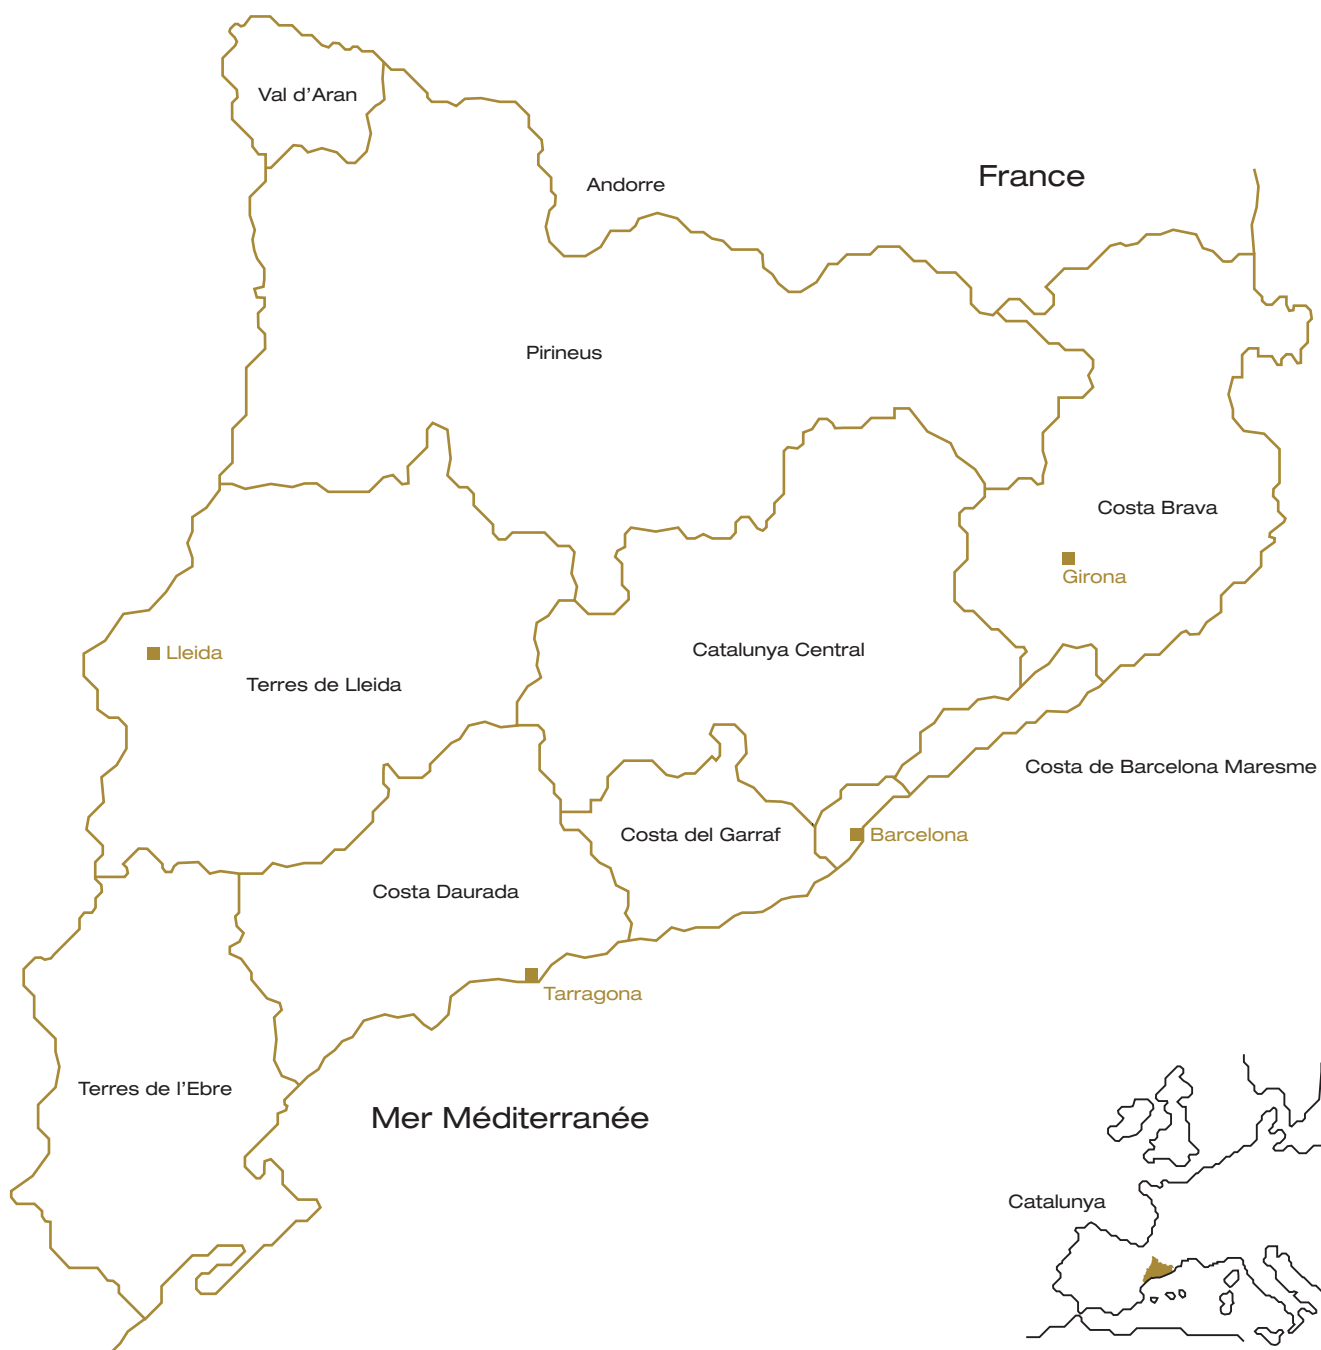 Val d’Aran
France
Andorre
Pirineus
Costa Brava
Girona
Lleida
Catalunya Central
Terres de Lleida
Costa de Barcelona Maresme
Costa del Garraf
Barcelona
Costa Daurada
Tarragona
Terres de l’Ebre
Mer Méditerranée
Catalunya